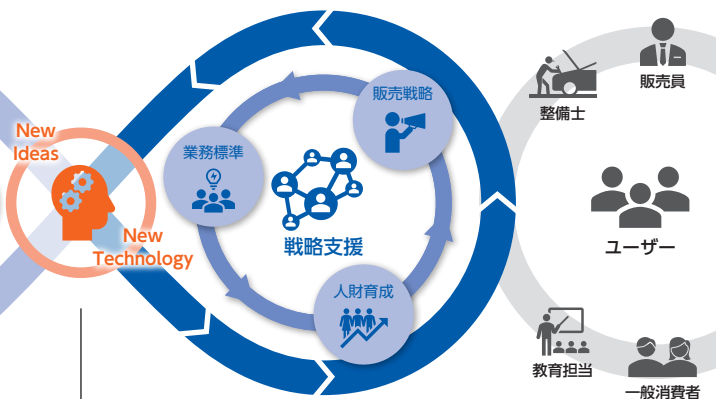 New
Ideas
New
Technology
業務標準
販売戦略
戦略支援
人財育成
整備士
販売員
ユーザー
教育担当
一般消費者